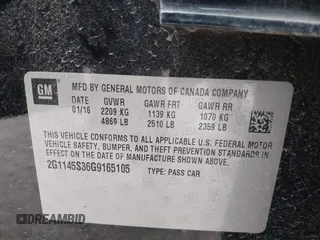 GM
MFD BY GENERAL MOTORS OF CANADA COMPANY
DATE GVWR GAWR FRT GAWR RR
01/16 2209 KG 1139 KG 1070 KG
4869 LB 2510 LB 2359 LB
THIS VEHICLE CONFORMS TO ALL APPLICABLE U.S. FEDERAL MOTOR
VEHICLE SAFETY, BUMPER, AND THEFT PREVENTION STANDARDS IN
EFFECT ON THE DATE OF MANUFACTURE SHOWN ABOVE.
2G1145S36G9165105 TYPE: PASS CAR